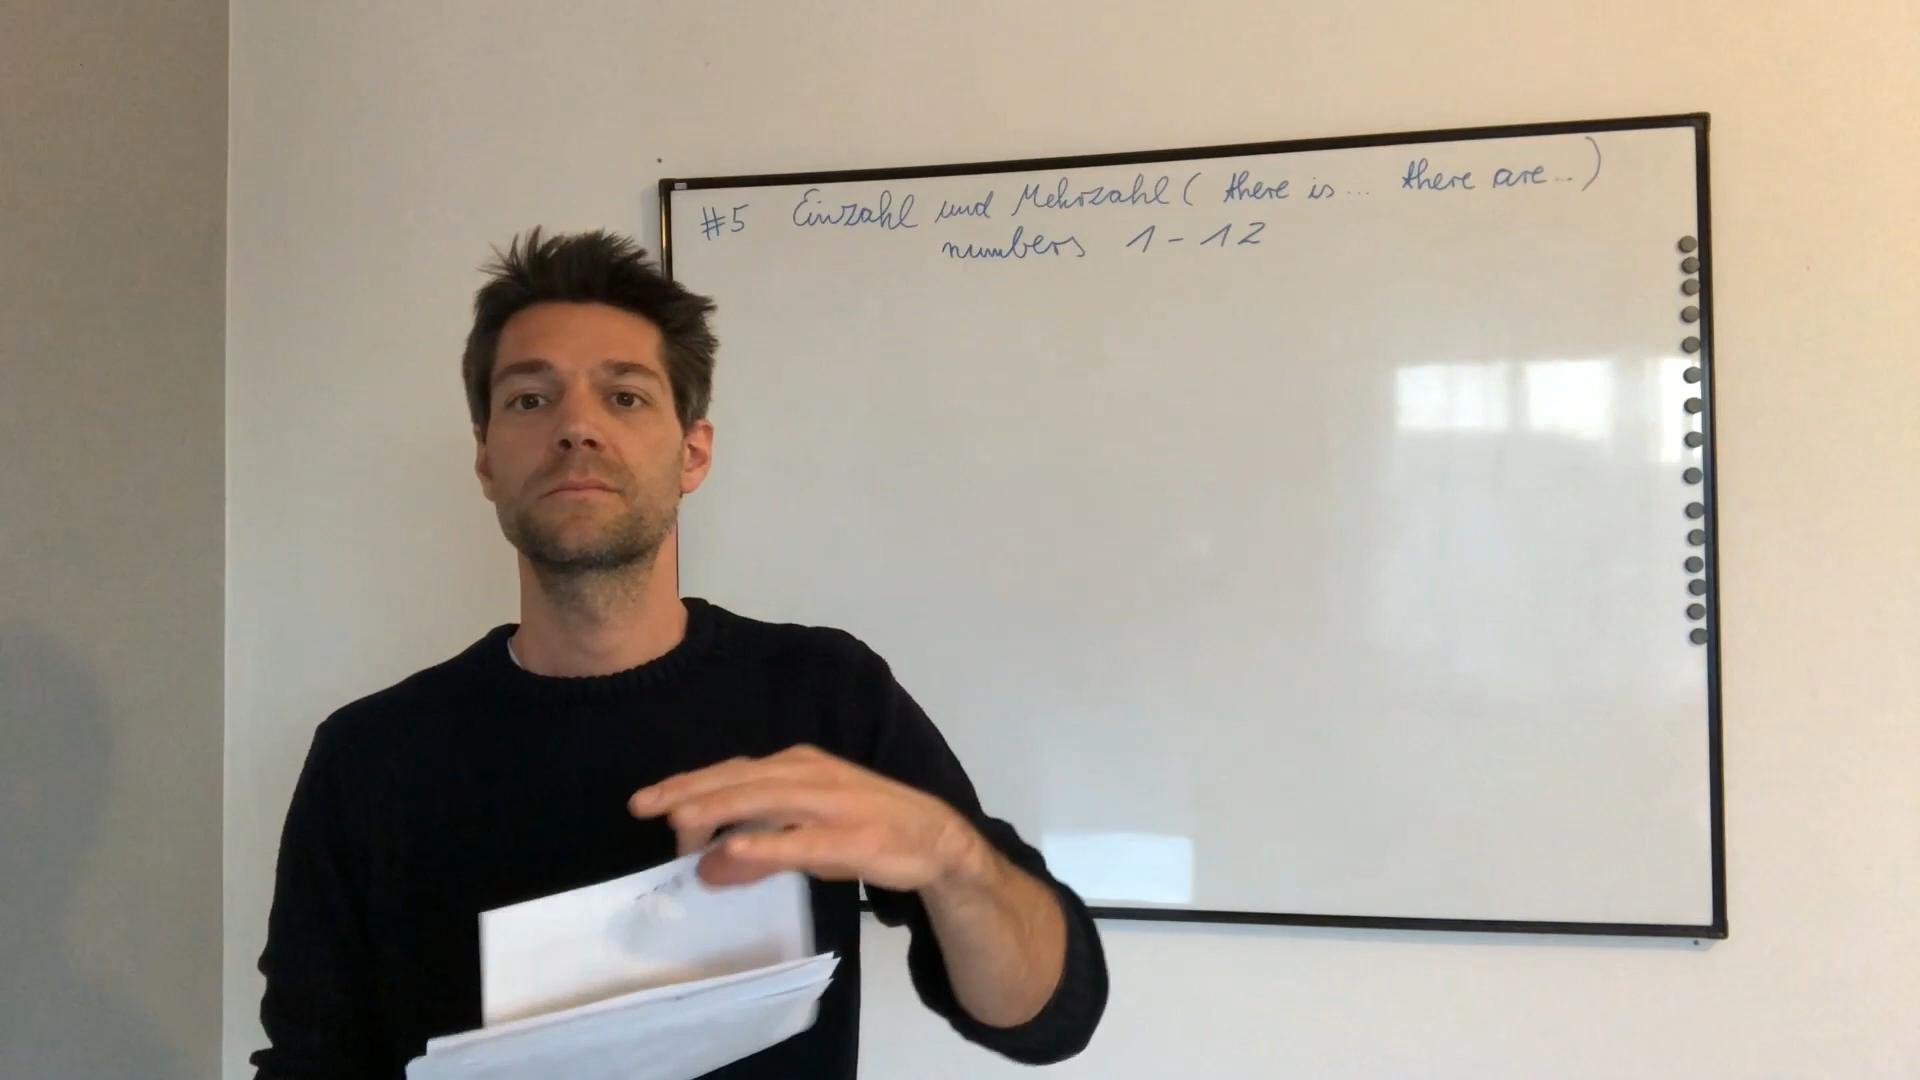 #5 Einzahl und Mehrzahl ( there is... there are...)
numbers 1-12